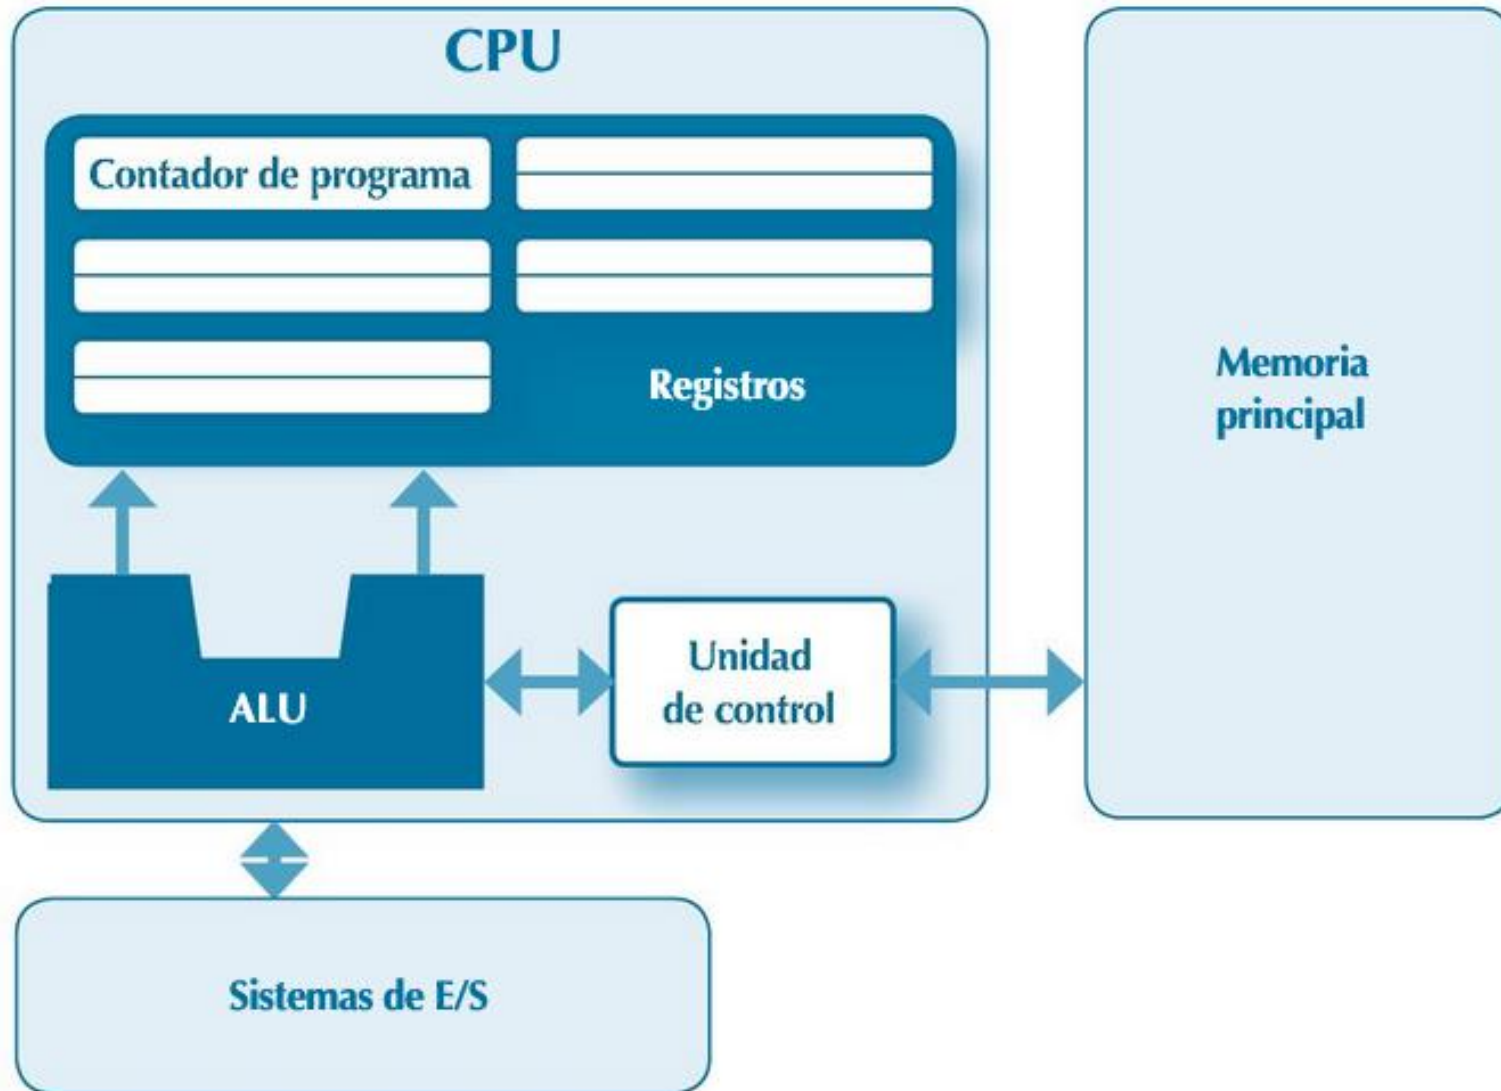 CPU
Contador de programa
Registros
Memoria
principal
ALU
Unidad
de control
Sistemas de E/S